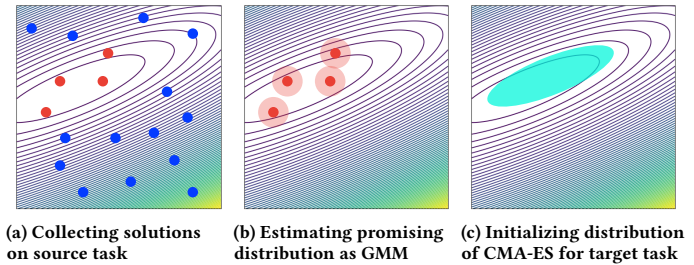 (a) Collecting solutions
on source task
(b) Estimating promising
distribution as GMM
(c) Initializing distribution
of CMA-ES for target task